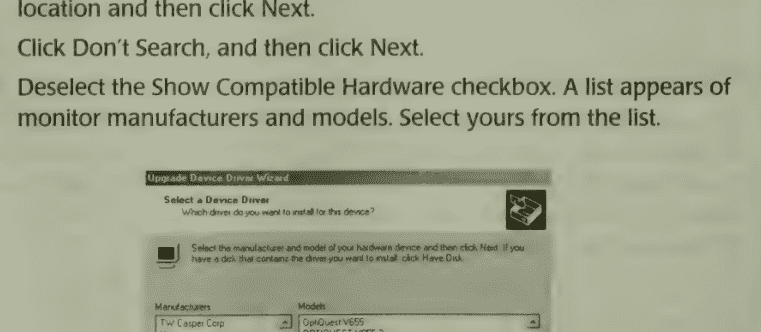 location and then click Next.
Click Don't Search, and then click Next.
Deselect the Show Compatible Hardware checkbox. A list appears of
monitor manufacturers and models. Select yours from the list.
Upgrade Device Driver Wizard
Select a Device Driver
Which driver do you want to install for this device?
Select the manufacturer and model of your hardware device and then click Next. If you
have a disk that contains the driver you want to install, click Have Disk.
Manufacturers Models
TW Casper Corp OptiQuest V655